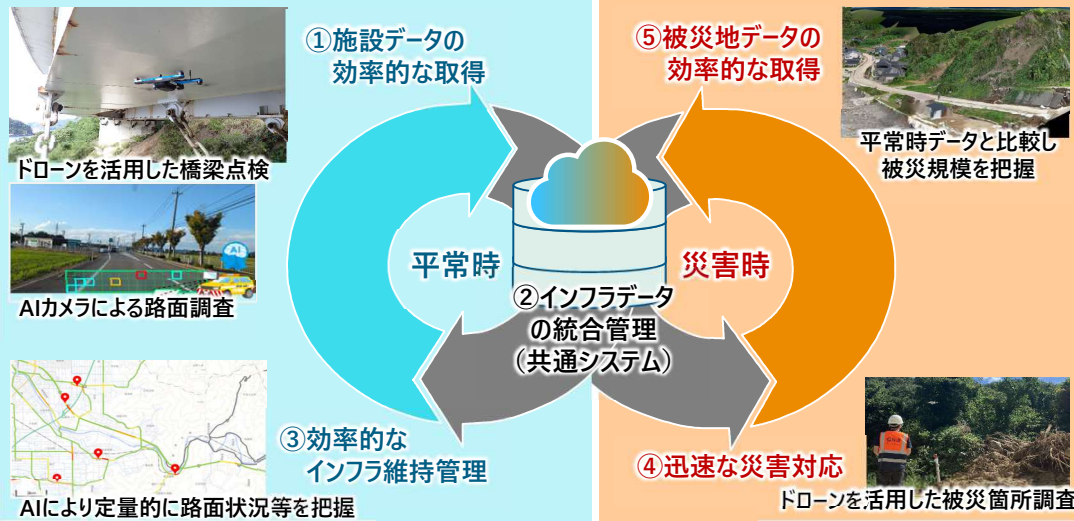 ①施設データの
効率的な取得
ドローンを活用した橋梁点検
AI
AIカメラによる路面調査
平常時
③効率的な
インフラ維持管理
AIにより定量的に路面状況等を把握
②インフラデータ
の統合管理
（共通システム）
⑤被災地データの
効率的な取得
平常時データと比較し
被災規模を把握
災害時
④迅速な災害対応
ドローンを活用した被災箇所調査